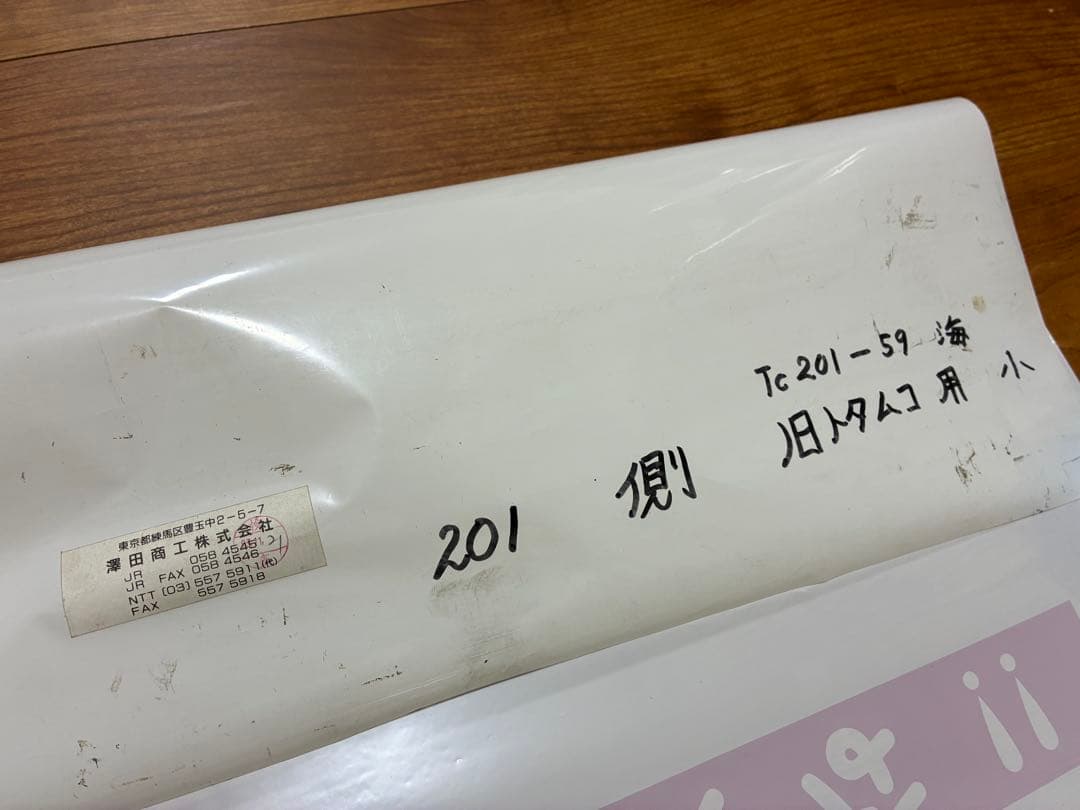 Tc 201-59 海
旧トタムコ用 小
201 側
東京都練馬区豊玉中2-5-7
澤田商工株式会社
JR 058 4545
JR FAX 058 4546
NTT (03) 557 5911(代)
FAX 557 5918
!!